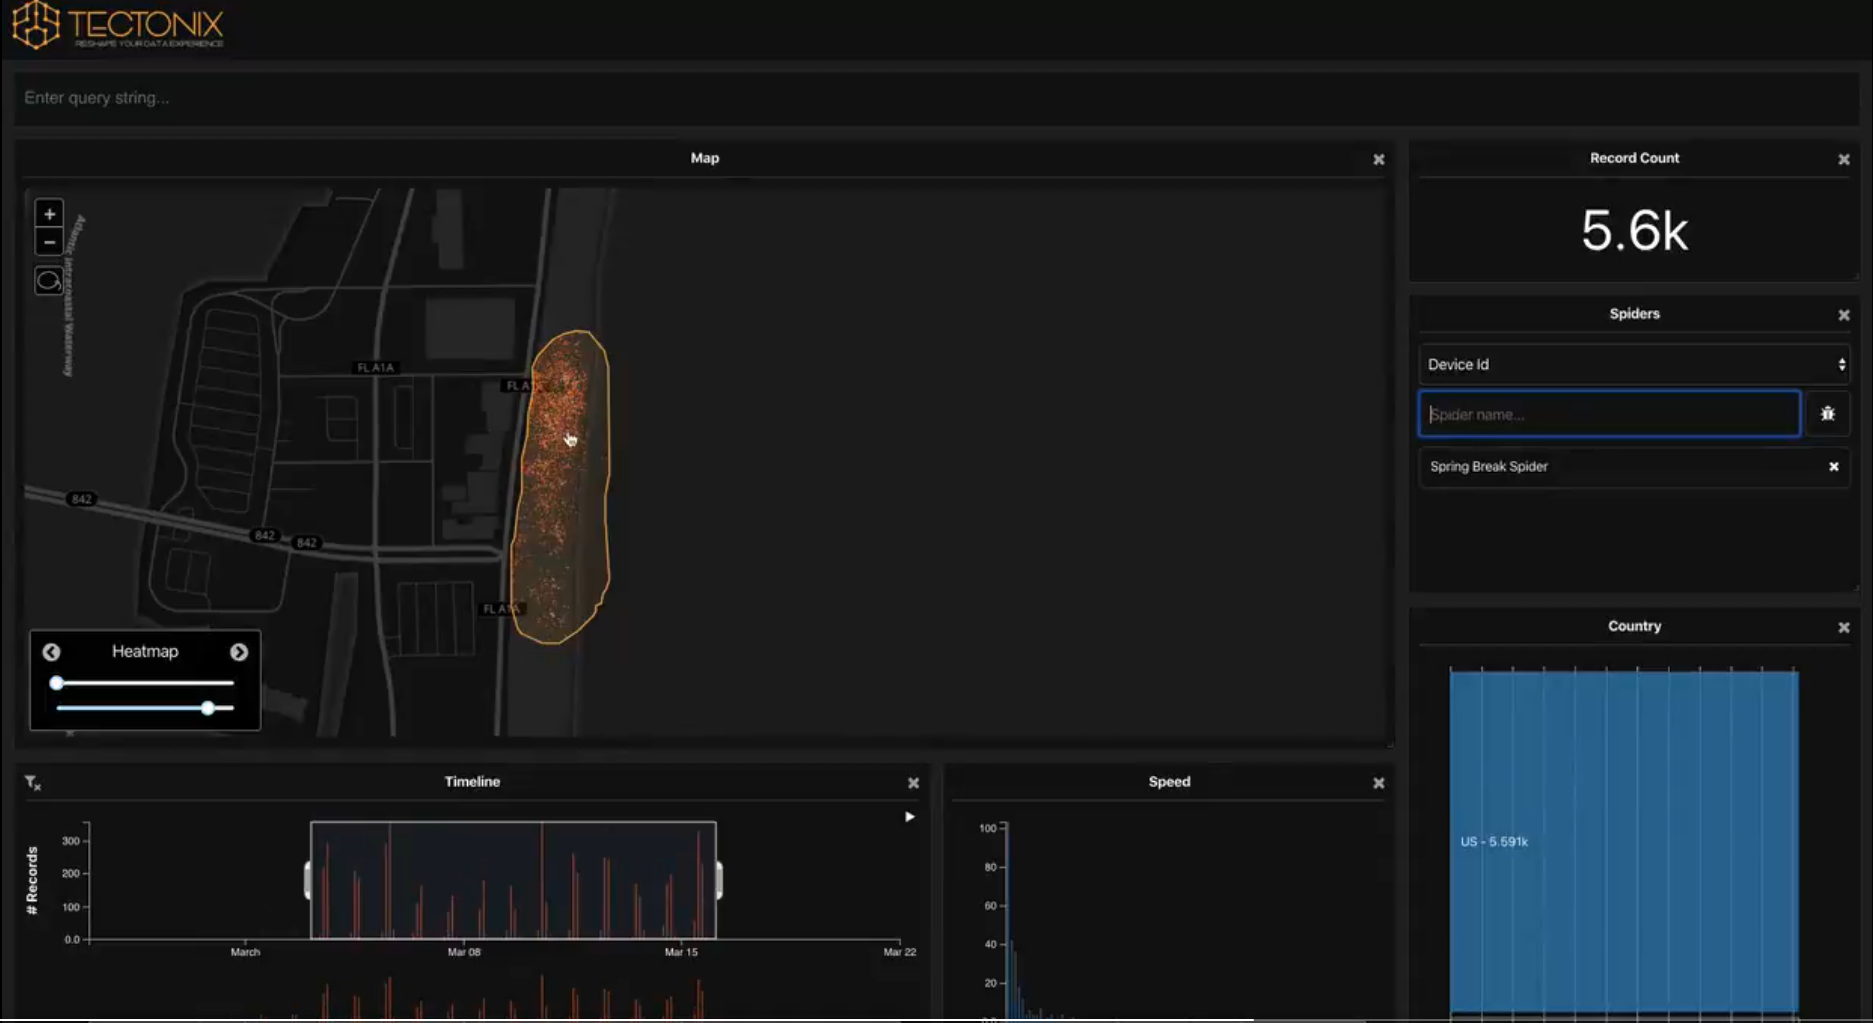 TECTONIX
RESHAPE YOUR DATA EXPERIENCE
Enter query string...
Map
+
−
Atlantic Intracoastal Waterway
FL A1A
FL A1
842
842
842
FL A1A
Heatmap
Record Count
5.6k
Spiders
Device Id
Spider name...
Spring Break Spider
Country
US - 5.591k
Timeline
# Records
300
200
100
0.0
March
Mar 08
Mar 15
Mar 22
Speed
100
80
60
40
20